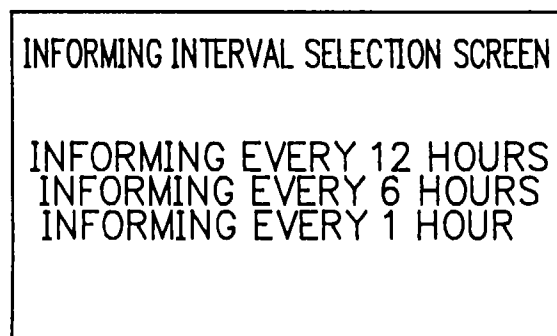 INFORMING INTERVAL SELECTION SCREEN
INFORMING EVERY 12 HOURS
INFORMING EVERY 6 HOURS
INFORMING EVERY 1 HOUR